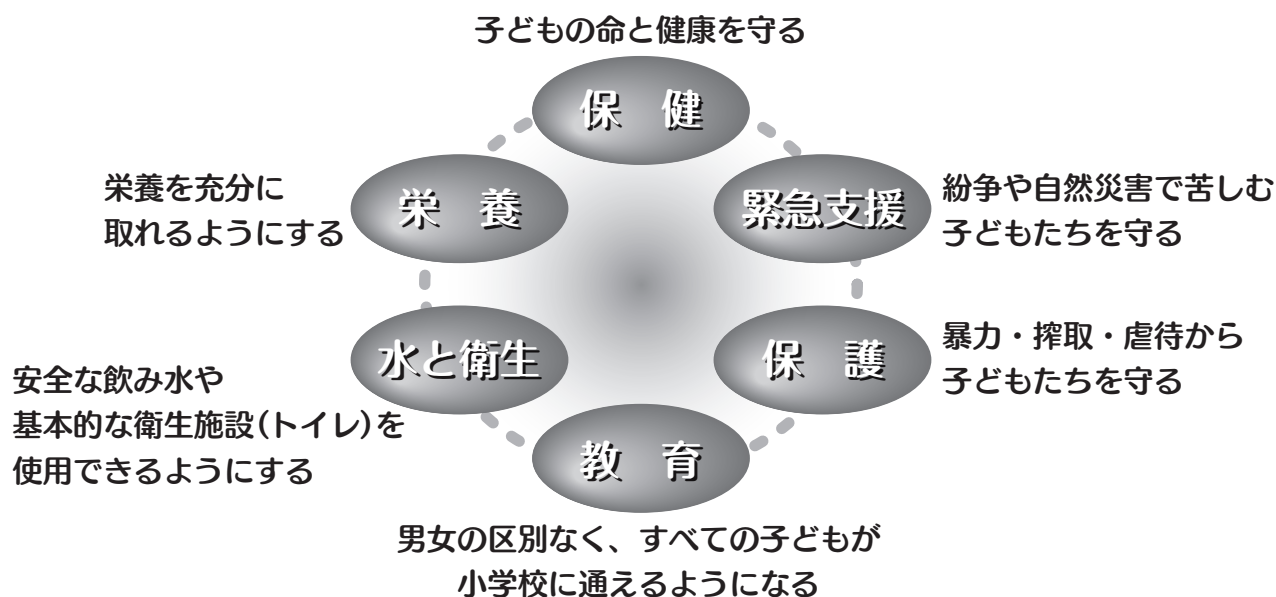 子どもの命と健康を守る
保 健
栄養を充分に
取れるようにする
栄 養
緊急支援
紛争や自然災害で苦しむ
子どもたちを守る
安全な飲み水や
基本的な衛生施設(トイレ)を
使用できるようにする
水と衛生
保 護
暴力・搾取・虐待から
子どもたちを守る
教 育
男女の区別なく、すべての子どもが
小学校に通えるようになる